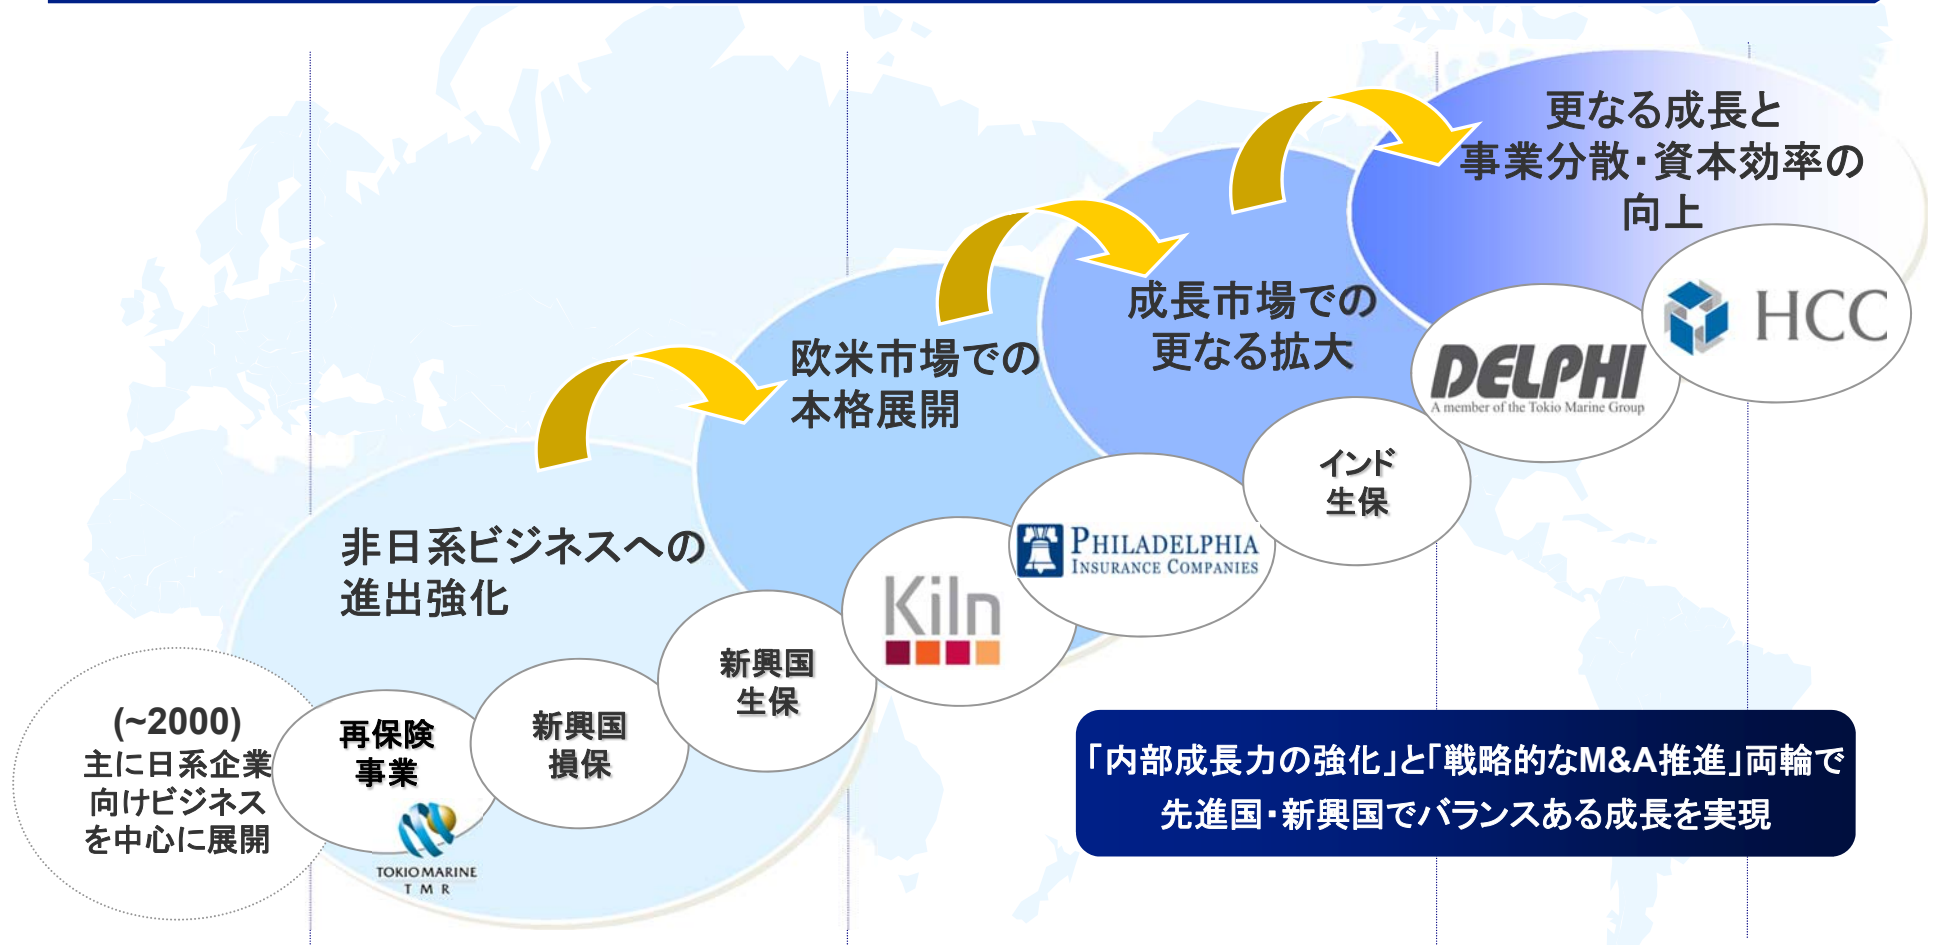 更なる成長と
事業分散・資本効率の
向上
HCC
成長市場での
更なる拡大
DELPHI
A member of the Tokio Marine Group
欧米市場での
本格展開
インド
生保
PHILADELPHIA
INSURANCE COMPANIES
非日系ビジネスへの
進出強化
Kiln
新興国
生保
新興国
損保
再保険
事業
TOKIO MARINE
T M R
(~2000)
主に日系企業
向けビジネス
を中心に展開
「内部成長力の強化」と「戦略的なM&A推進」両輪で
先進国・新興国でバランスある成長を実現